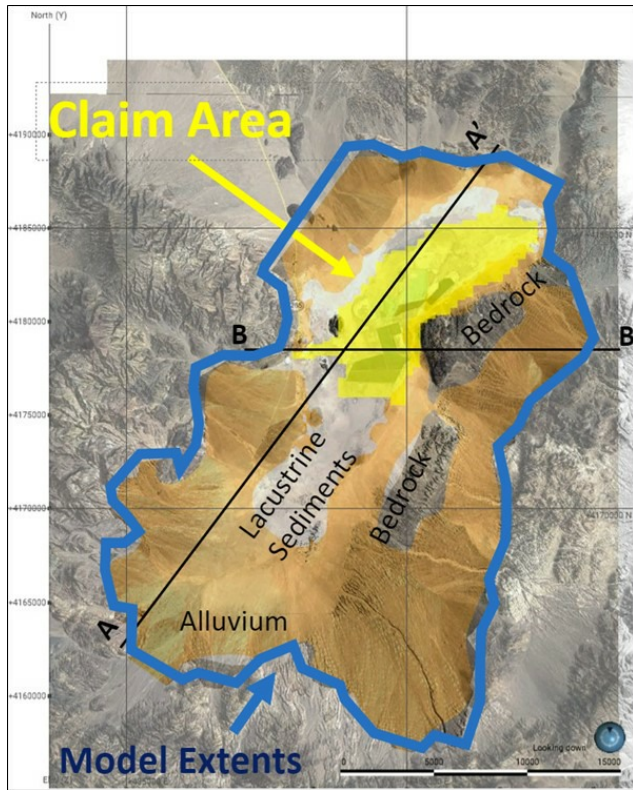 North (Y)
+4190000
Claim Area
A'
+4185000
+4180000
B
B
Bedrock
+4175000
Lacustrine
Sediments
Bedrock
+4170000
+4170000 N
+4165000
A
Alluvium
+4160000
Model Extents
Looking down
5000
10000
15000